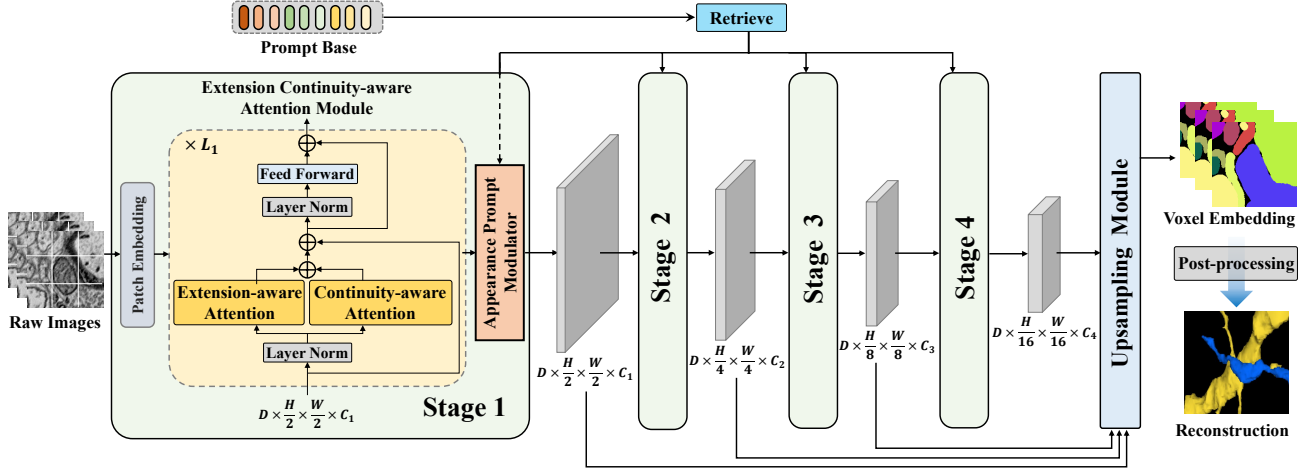 Prompt Base
Retrieve
Extension Continuity-aware
Attention Module
× L₁
Feed Forward
Layer Norm
Extension-aware
Attention
Continuity-aware
Attention
Layer Norm
D × H/2 × W/2 × C₁
Stage 1
Patch Embedding
Raw Images
Appearance Prompt
Modulator
D × H/2 × W/2 × C₁
Stage 2
D × H/4 × W/4 × C₂
Stage 3
D × H/8 × W/8 × C₃
Stage 4
D × H/16 × W/16 × C₄
Upsampling Module
Voxel Embedding
Post-processing
Reconstruction